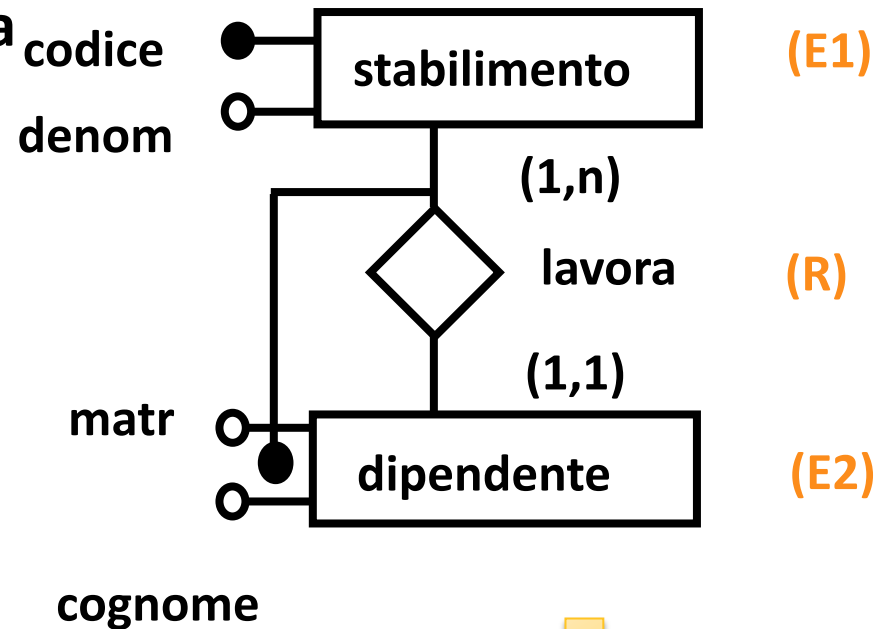 a
codice
stabilimento
(E1)
denom
(1,n)
lavora
(R)
(1,1)
matr
dipendente
(E2)
cognome